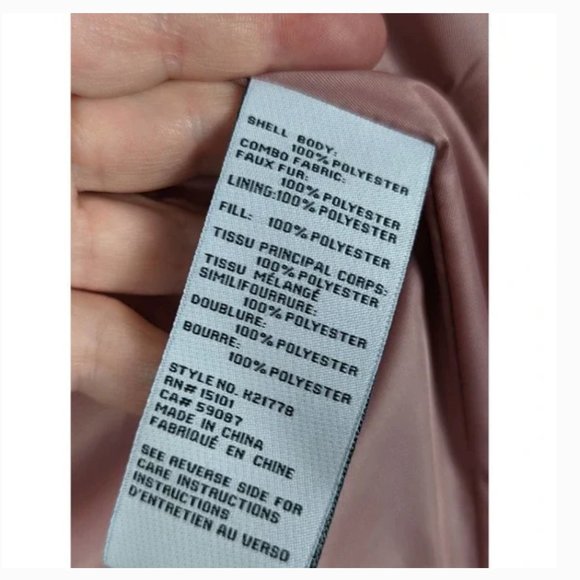 SHELL BODY:
100% POLYESTER
COMBO FABRIC:
FAUX FUR:
100% POLYESTER
LINING:100% POLYESTER
FILL: 100% POLYESTER
TISSU PRINCIPAL CORPS:
100% POLYESTER
TISSU MÉLANGÉ
SIMILIFOURRURE:
100% POLYESTER
DOUBLURE:
100% POLYESTER
BOURRE:
100% POLYESTER
STYLE NO. K21778
RN# 15101
CA# 59087
MADE IN CHINA
FABRIQUÉ EN CHINE
SEE REVERSE SIDE FOR
CARE INSTRUCTIONS
INSTRUCTIONS
D'ENTRETIEN AU VERSO